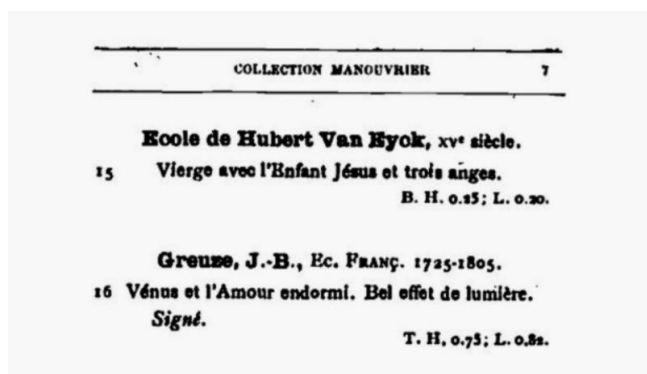 COLLECTION MANOUVRIER 7
Ecole de Hubert Van Eyck, XVe siècle.
15 Vierge avec l'Enfant Jésus et trois anges.
B. H. 0.25; L. 0.20.
Greuze, J.-B., Ec. Franç. 1725-1805.
16 Vénus et l'Amour endormi. Bel effet de lumière.
Signé.
T. H, 0.75; L. 0.82.